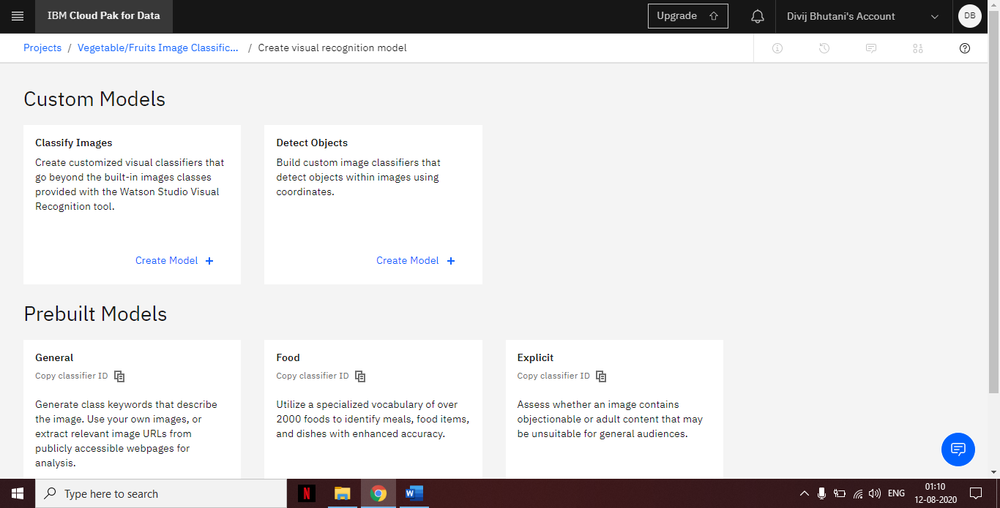 IBM Cloud Pak for Data
Upgrade
Divij Bhutani's Account
DB
Projects / Vegetable/Fruits Image Classific... / Create visual recognition model
Custom Models
Classify Images
Create customized visual classifiers that
go beyond the built-in images classes
provided with the Watson Studio Visual
Recognition tool.
Create Model +
Detect Objects
Build custom image classifiers that
detect objects within images using
coordinates.
Create Model +
Prebuilt Models
General
Copy classifier ID
Generate class keywords that describe
the image. Use your own images, or
extract relevant image URLs from
publicly accessible webpages for
analysis.
Food
Copy classifier ID
Utilize a specialized vocabulary of over
2000 foods to identify meals, food items,
and dishes with enhanced accuracy.
Explicit
Copy classifier ID
Assess whether an image contains
objectionable or adult content that may
be unsuitable for general audiences.
Type here to search
N
W
ENG
01:10
12-08-2020